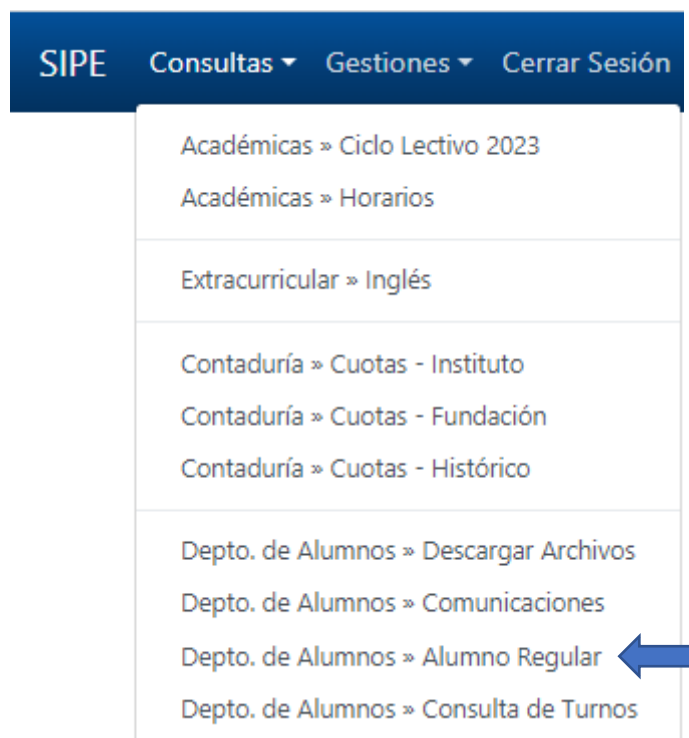 SIPE Consultas Gestiones Cerrar Sesión
Académicas » Ciclo Lectivo 2023
Académicas » Horarios
Extracurricular » Inglés
Contaduría » Cuotas - Instituto
Contaduría » Cuotas - Fundación
Contaduría » Cuotas - Histórico
Depto. de Alumnos » Descargar Archivos
Depto. de Alumnos » Comunicaciones
Depto. de Alumnos » Alumno Regular
Depto. de Alumnos » Consulta de Turnos